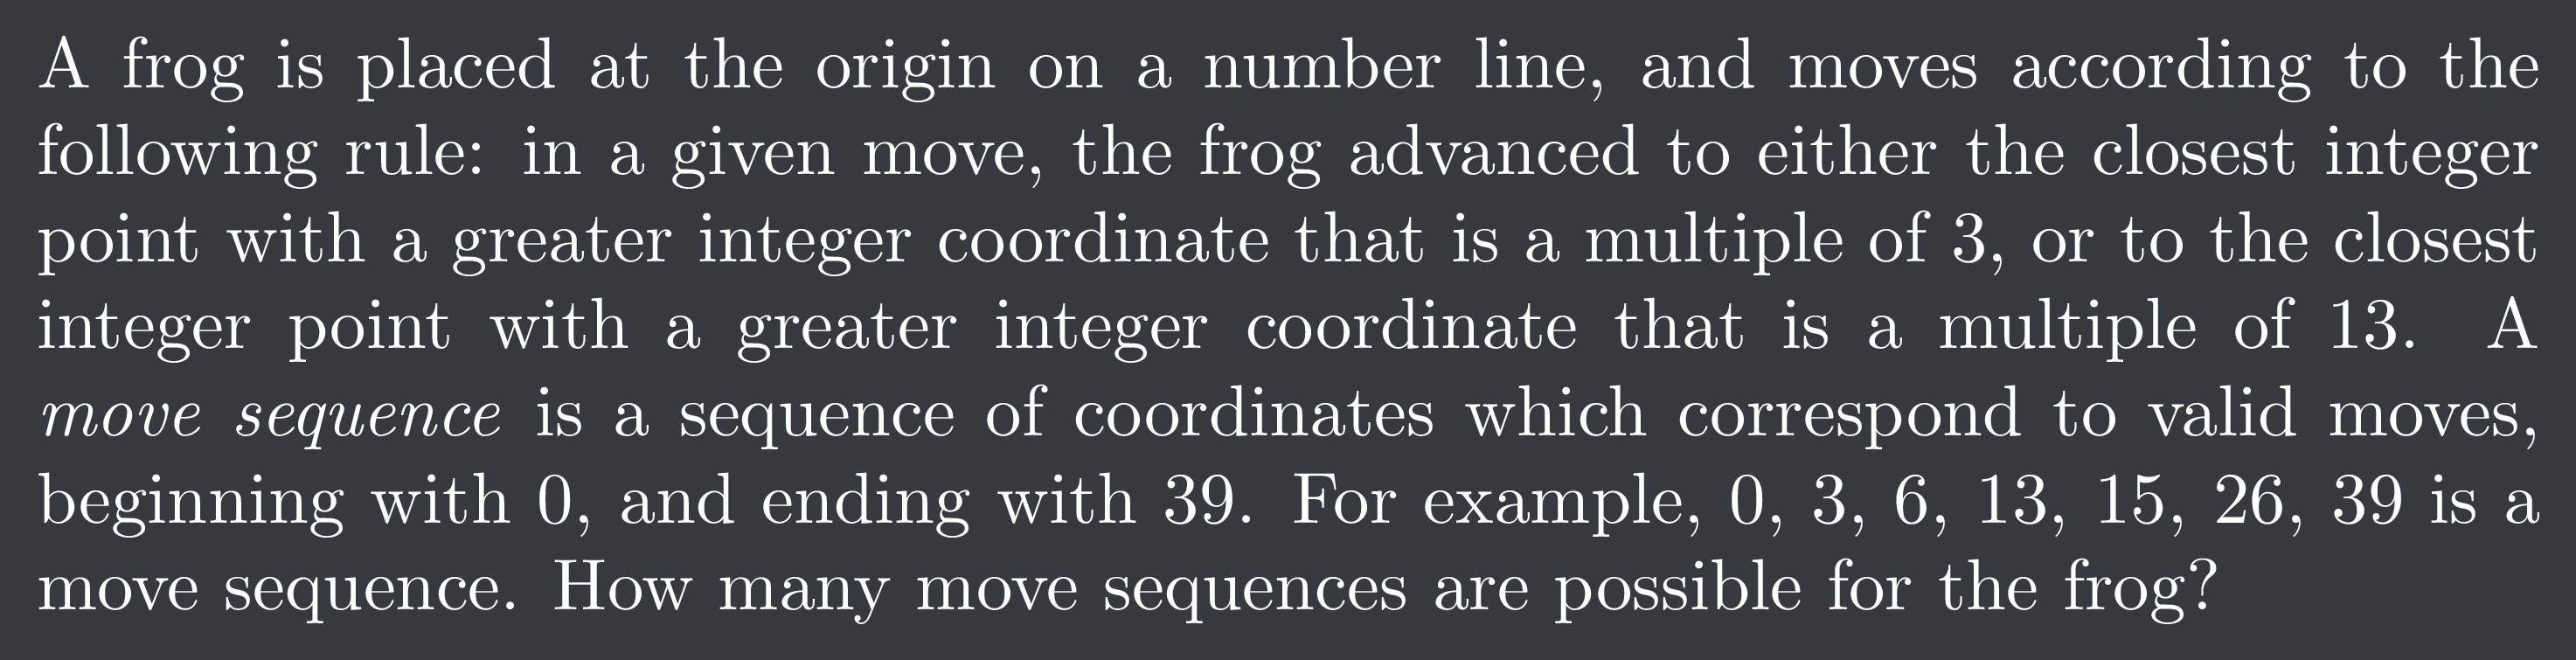 A frog is placed at the origin on a number line, and moves according to the
following rule: in a given move, the frog advanced to either the closest integer
point with a greater integer coordinate that is a multiple of 3, or to the closest
integer point with a greater integer coordinate that is a multiple of 13. A
move sequence is a sequence of coordinates which correspond to valid moves,
beginning with 0, and ending with 39. For example, 0, 3, 6, 13, 15, 26, 39 is a
move sequence. How many move sequences are possible for the frog?